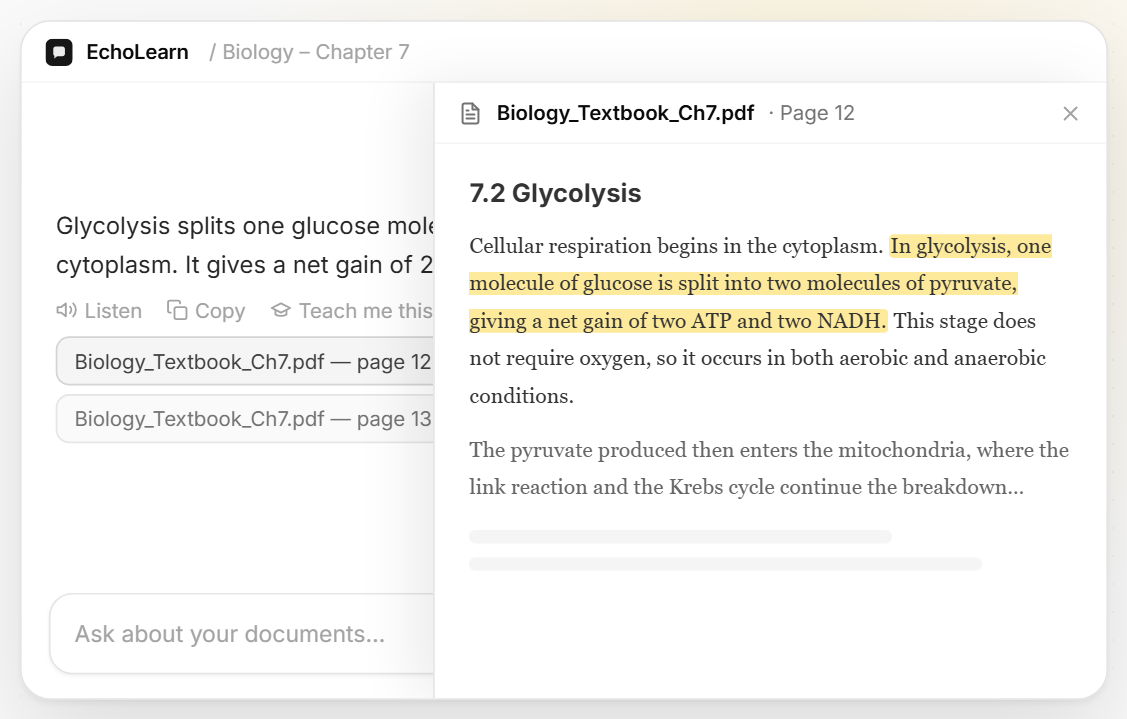 EchoLearn / Biology – Chapter 7
Glycolysis splits one glucose
cytoplasm. It gives a net gain of 2
Listen Copy Teach me this
Biology_Textbook_Ch7.pdf — page 12
Biology_Textbook_Ch7.pdf — page 13
Ask about your documents...
Biology_Textbook_Ch7.pdf · Page 12
7.2 Glycolysis
Cellular respiration begins in the cytoplasm. In glycolysis, one
molecule of glucose is split into two molecules of pyruvate,
giving a net gain of two ATP and two NADH. This stage does
not require oxygen, so it occurs in both aerobic and anaerobic
conditions.
The pyruvate produced then enters the mitochondria, where the
link reaction and the Krebs cycle continue the breakdown...